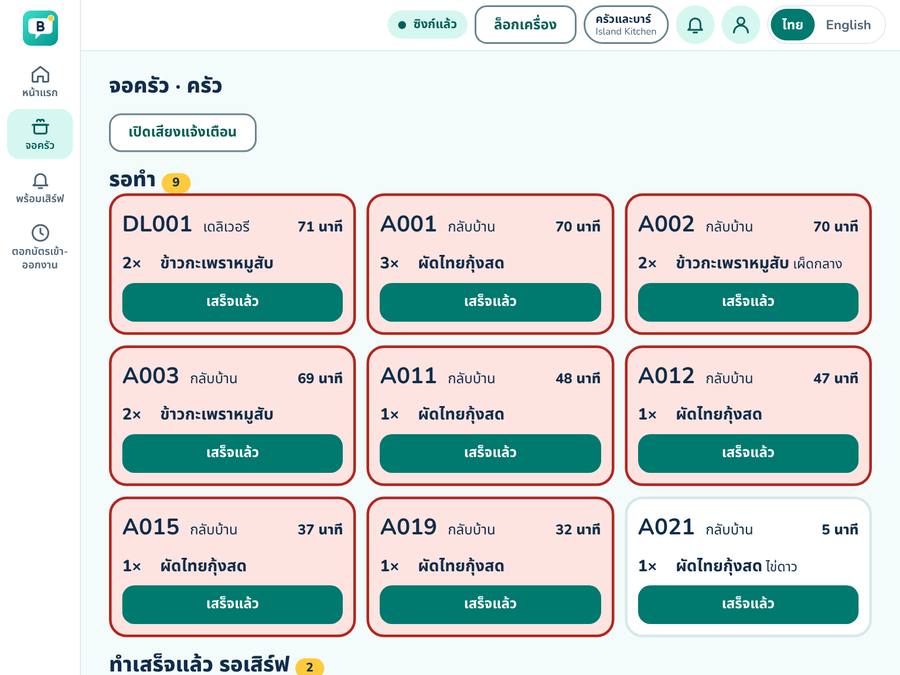 B
ซิงก์แล้ว
ล็อกเครื่อง
ครัวและบาร์
Island Kitchen
ไทย
English
หน้าแรก
จอครัว
พร้อมเสิร์ฟ
ตอกบัตรเข้า-
ออกงาน
จอครัว · ครัว
เปิดเสียงแจ้งเตือน
รอทำ 9
DL001 เดลิเวอรี 71 นาที
2× ข้าวกะเพราหมูสับ
เสร็จแล้ว
A001 กลับบ้าน 70 นาที
3× ผัดไทยกุ้งสด
เสร็จแล้ว
A002 กลับบ้าน 70 นาที
2× ข้าวกะเพราหมูสับ เผ็ดกลาง
เสร็จแล้ว
A003 กลับบ้าน 69 นาที
2× ข้าวกะเพราหมูสับ
เสร็จแล้ว
A011 กลับบ้าน 48 นาที
1× ผัดไทยกุ้งสด
เสร็จแล้ว
A012 กลับบ้าน 47 นาที
1× ผัดไทยกุ้งสด
เสร็จแล้ว
A015 กลับบ้าน 37 นาที
1× ผัดไทยกุ้งสด
เสร็จแล้ว
A019 กลับบ้าน 32 นาที
1× ผัดไทยกุ้งสด
เสร็จแล้ว
A021 กลับบ้าน 5 นาที
1× ผัดไทยกุ้งสด ไข่ดาว
เสร็จแล้ว
ทำเสร็จแล้ว รอเสิร์ฟ 2